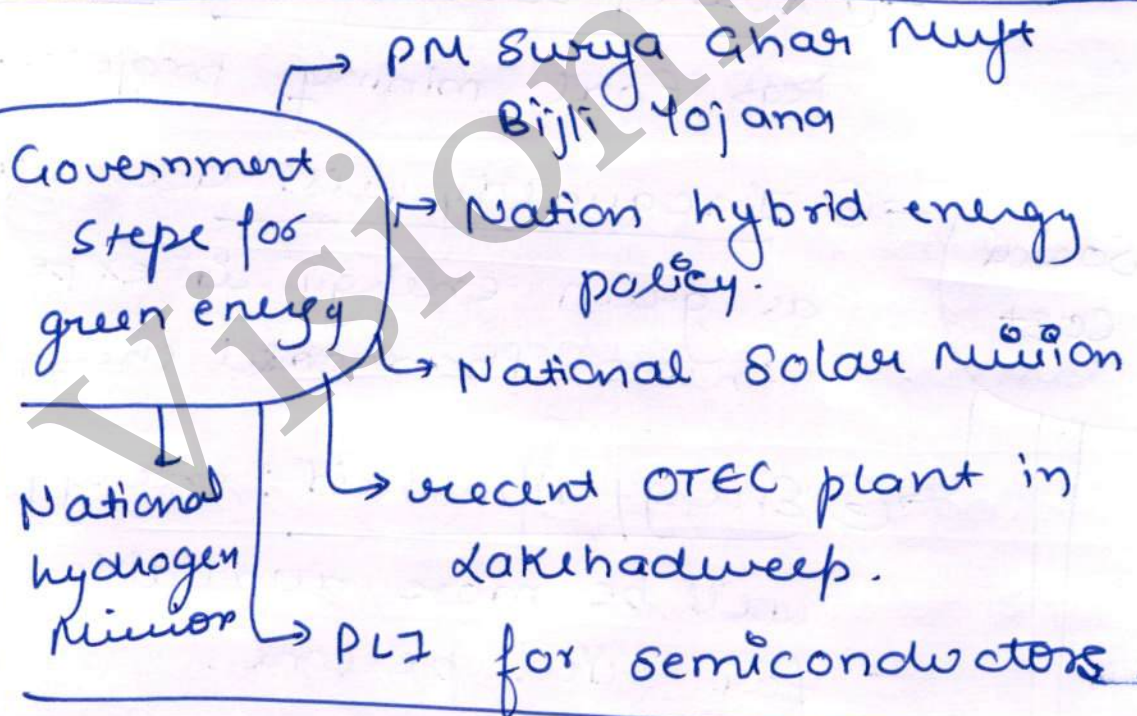 Government
steps for
green energy
→ PM Surya Ghar Muft
Bijli Yojana
→ Nation hybrid energy
policy.
→ National Solar Mission
→ recent OTEC plant in
Lakshadweep.
→ PLI for semiconductors
National
hydrogen
Mission
Vision